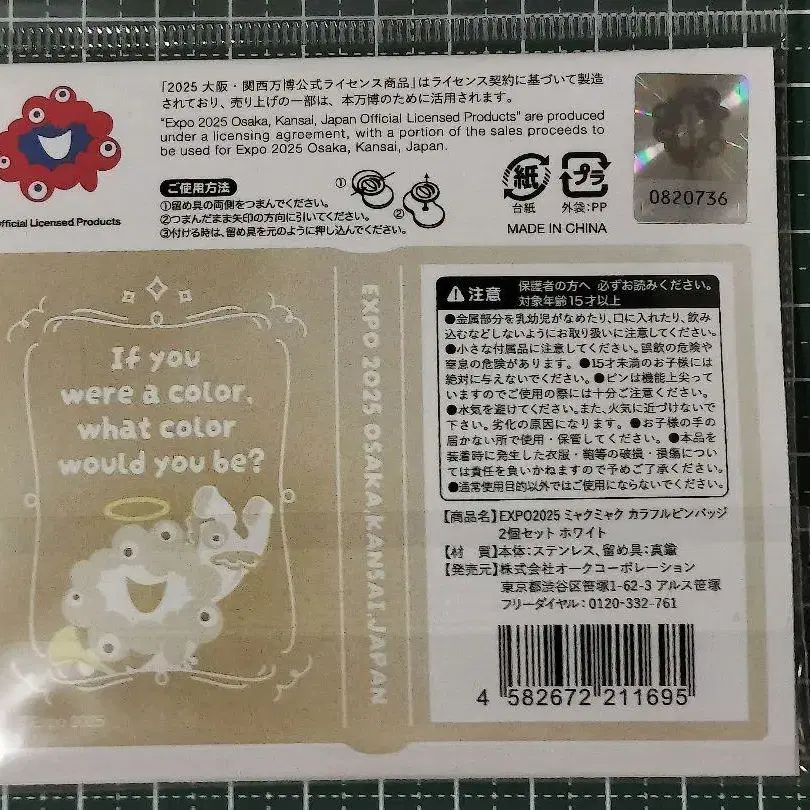 「2025 大阪・関西万博公式ライセンス商品」はライセンス契約に基づいて製造
されており、売り上げの一部は、本万博のために活用されます。
"Expo 2025 Osaka, Kansai, Japan Official Licensed Products" are produced
under a licensing agreement, with a portion of the sales proceeds to
be used for Expo 2025 Osaka, Kansai, Japan.
Official Licensed Products
ご使用方法
①留め具の両側をつまんでください。
②つまんだまま矢印の方向に引いてください。
③付ける時は、留め具を元のように押し込んでください。
①
②
紙
台紙
プラ
外袋:PP
MADE IN CHINA
0820736
If you
were a color,
what color
would you be?
Expo 2025
EXPO 2025 OSAKA,KANSAI,JAPAN
注意
保護者の方へ 必ずお読みください。
対象年齢15才以上
●金属部分を乳幼児がなめたり、口に入れたり、飲み
込むなどしないようにお取り扱いに注意してください。
●小さな付属品に注意してください。誤飲の危険や
窒息の危険があります。●15才未満のお子様には
絶対に与えないでください。●ピンは機能上尖って
いますのでご使用の際には十分ご注意ください。
●水気を避けてください。また、火気に近づけないで
下さい。劣化の原因になります。●お子様の手の
届かない所で使用・保管してください。●本品を
装着時に発生した衣服・鞄等の破損・損傷につい
ては責任を負いかねますので予めご了承ください。
●通常使用目的以外ではご使用にならないでください。
【商品名】EXPO2025 ミャクミャク カラフルピンバッジ
2個セット ホワイト
【材 質】本体:ステンレス、留め具:真鍮
【発売元】株式会社オークコーポレーション
東京都渋谷区笹塚1-62-3 アルス笹塚
フリーダイヤル:0120-332-761
4 582672 211695